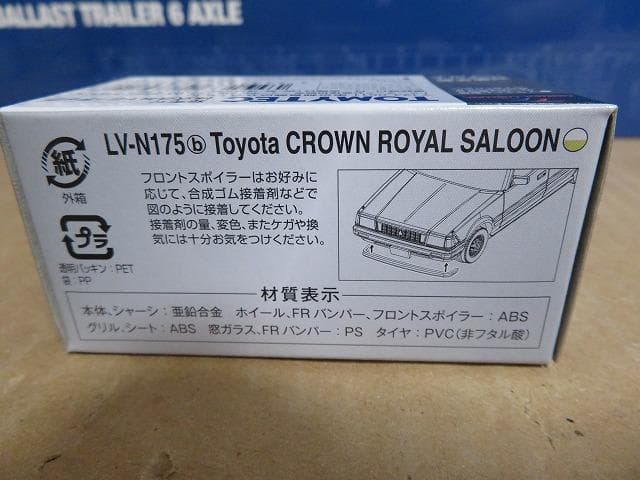 BALLAST TRAILER 6 AXLE
TOMYTEC
LV-N175ⓑ Toyota CROWN ROYAL SALOON
紙
外箱
プラ
透明パッキン:PET
袋:PP
フロントスポイラーはお好みに
応じて、合成ゴム接着剤などで
図のように接着してください。
接着剤の量、変色、またケガや換
気には十分お気をつけください。
材質表示
本体、シャーシ:亜鉛合金 ホイール、FRバンパー、フロントスポイラー:ABS
グリル、シート:ABS 窓ガラス、FRバンパー:PS タイヤ:PVC(非フタル酸)